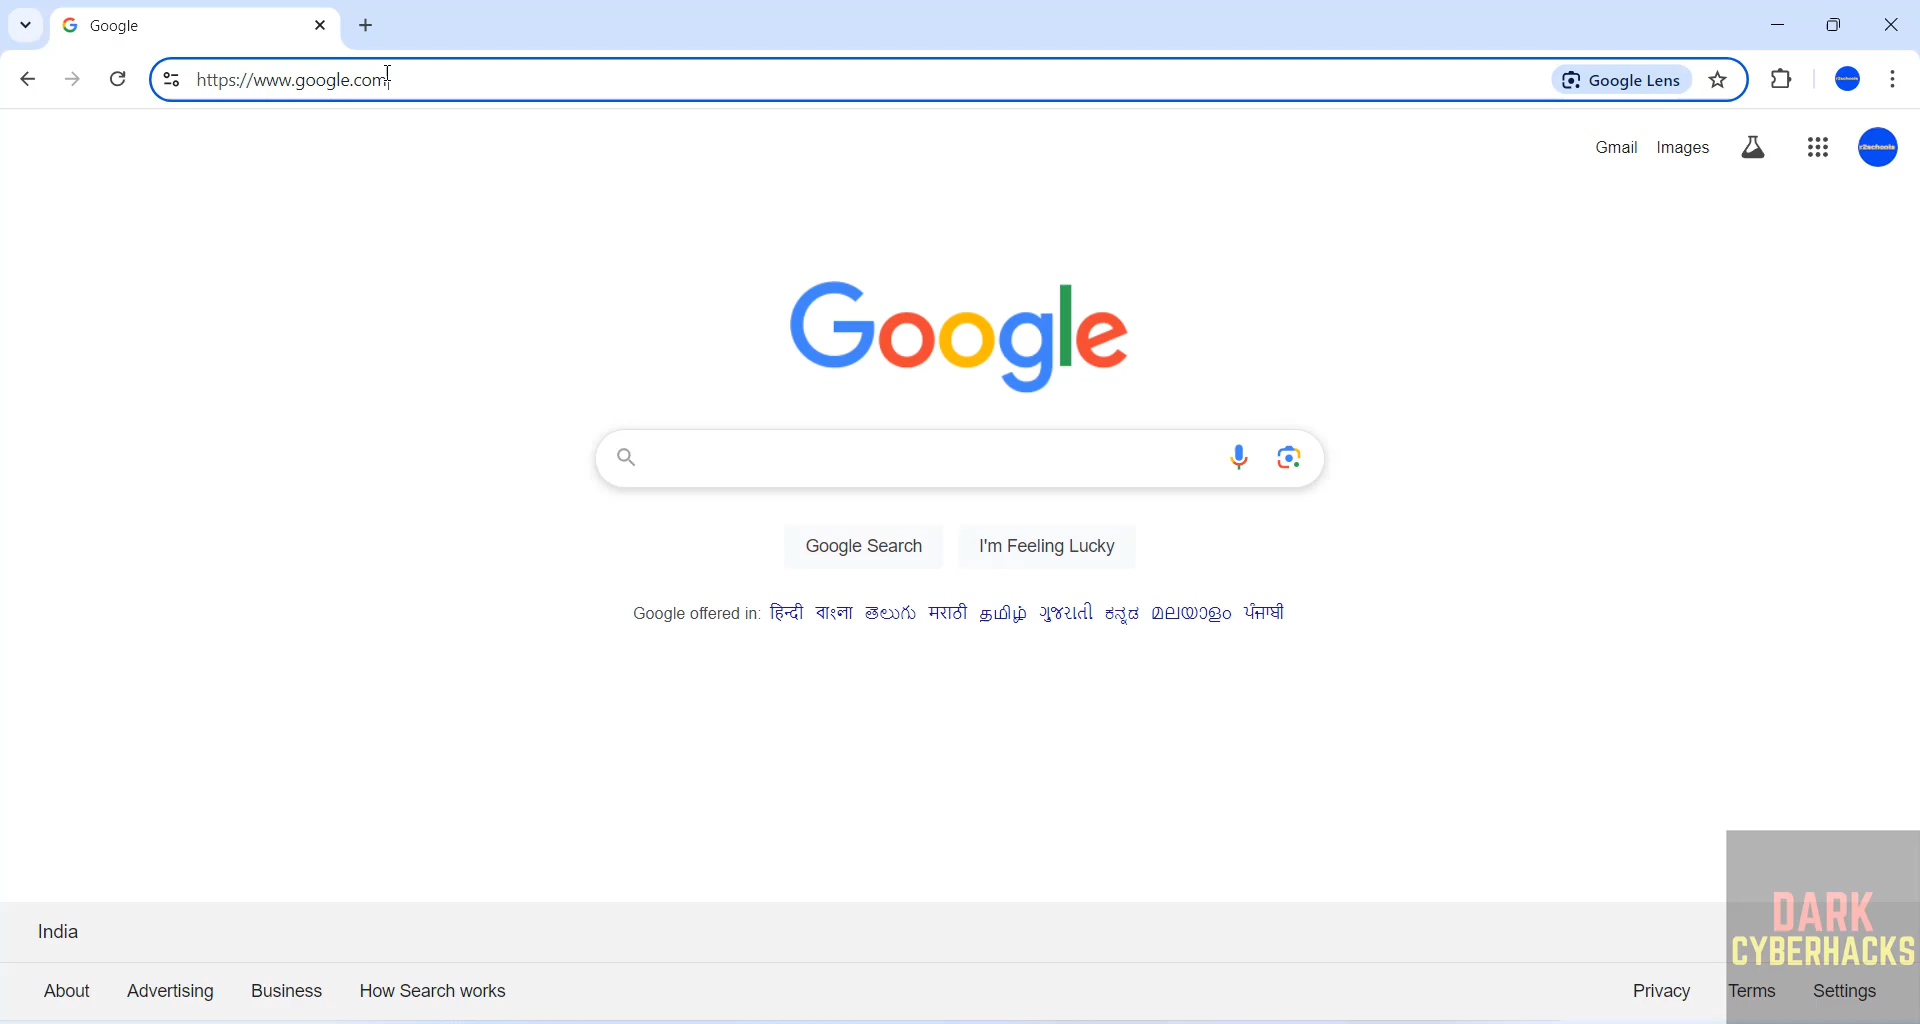 Google
https://www.google.com
Google Lens
Gmail Images
r2schools
Google
Google Search I'm Feeling Lucky
Google offered in: हिन्दी বাংলা తెలుగు मराठी தமிழ் ગુજરાતી ಕನ್ನಡ മലയാളം ਪੰਜਾਬੀ
India
DARK
CYBERHACKS
About Advertising Business How Search works Privacy Terms Settings